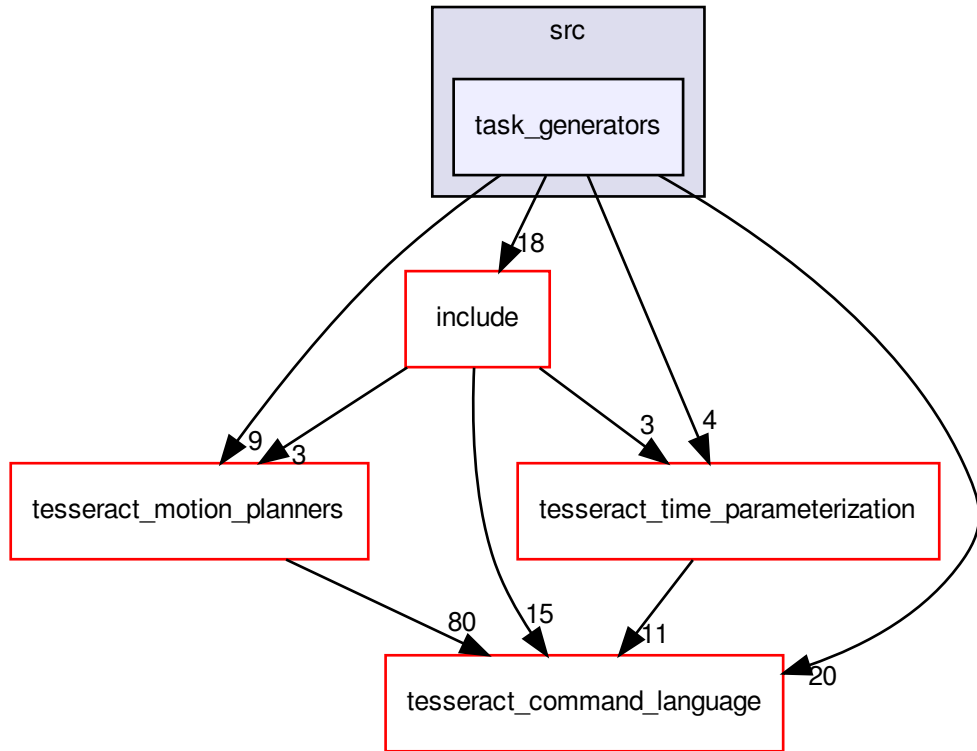 src
task_generators
18
include
9
3
3
4
tesseract_motion_planners
tesseract_time_parameterization
80
15
11
20
tesseract_command_language